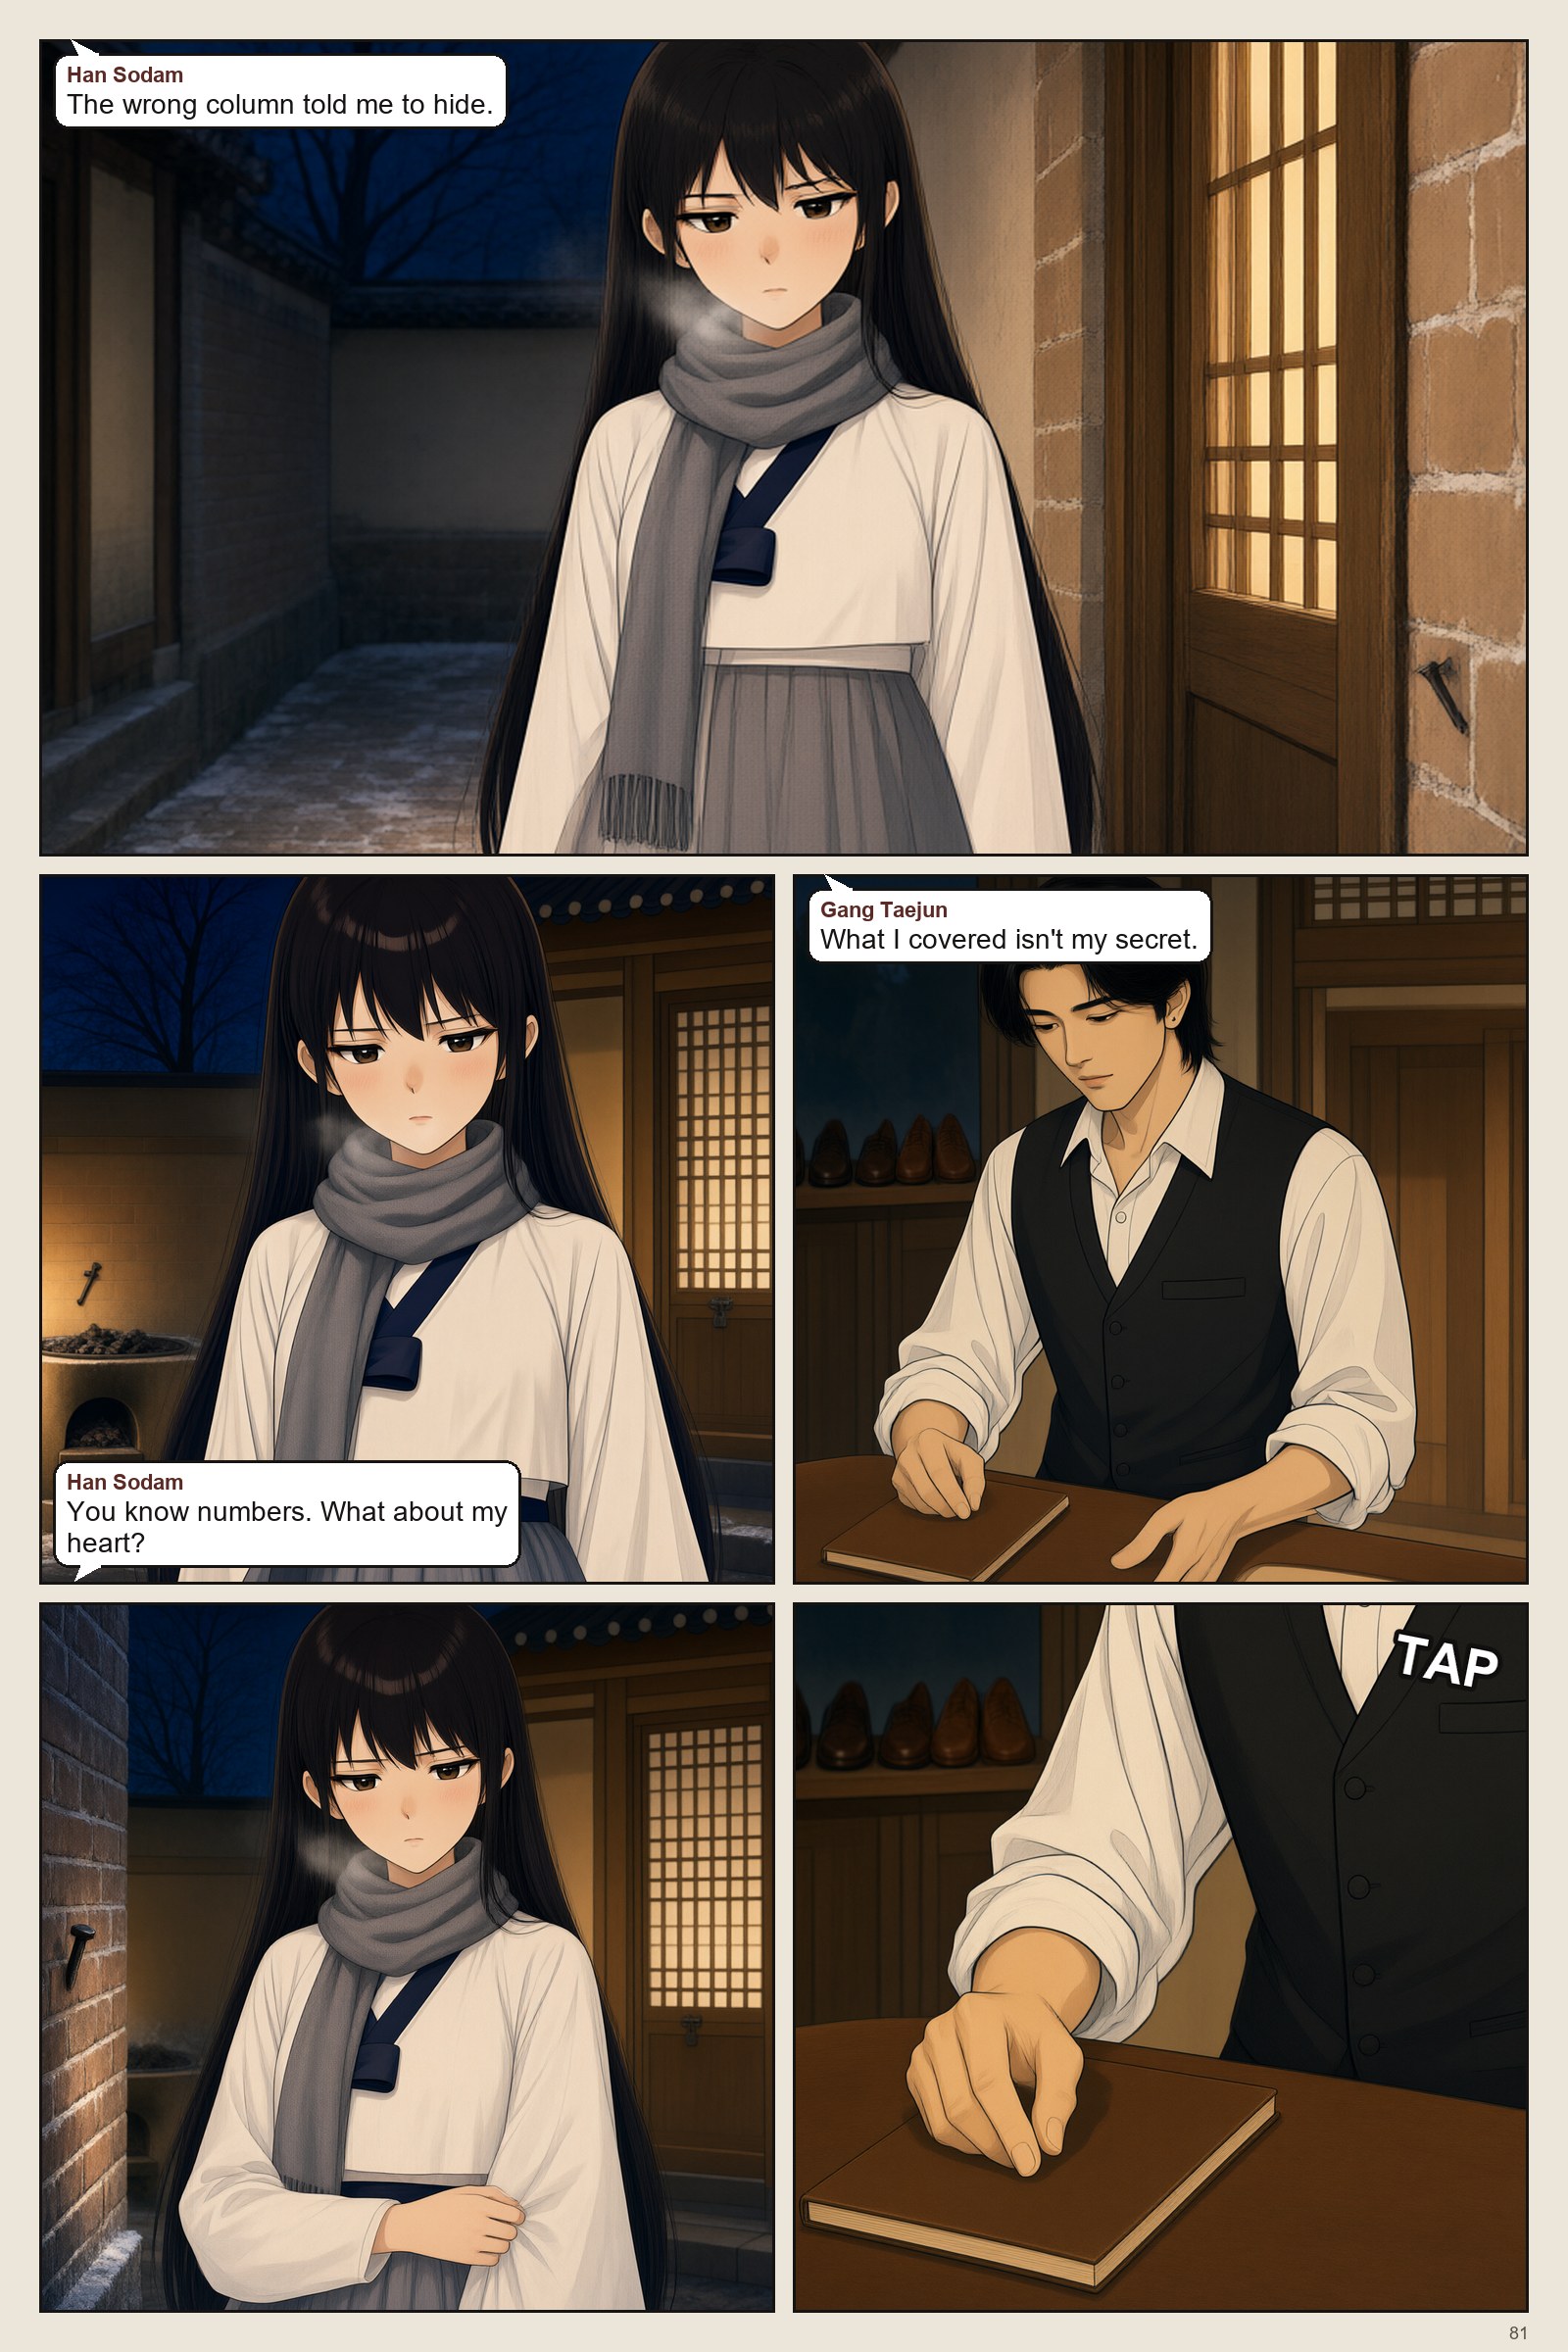 Han Sodam
The wrong column told me to hide.
Han Sodam
You know numbers. What about my
heart?
Gang Taejun
What I covered isn't my secret.
TAP
81